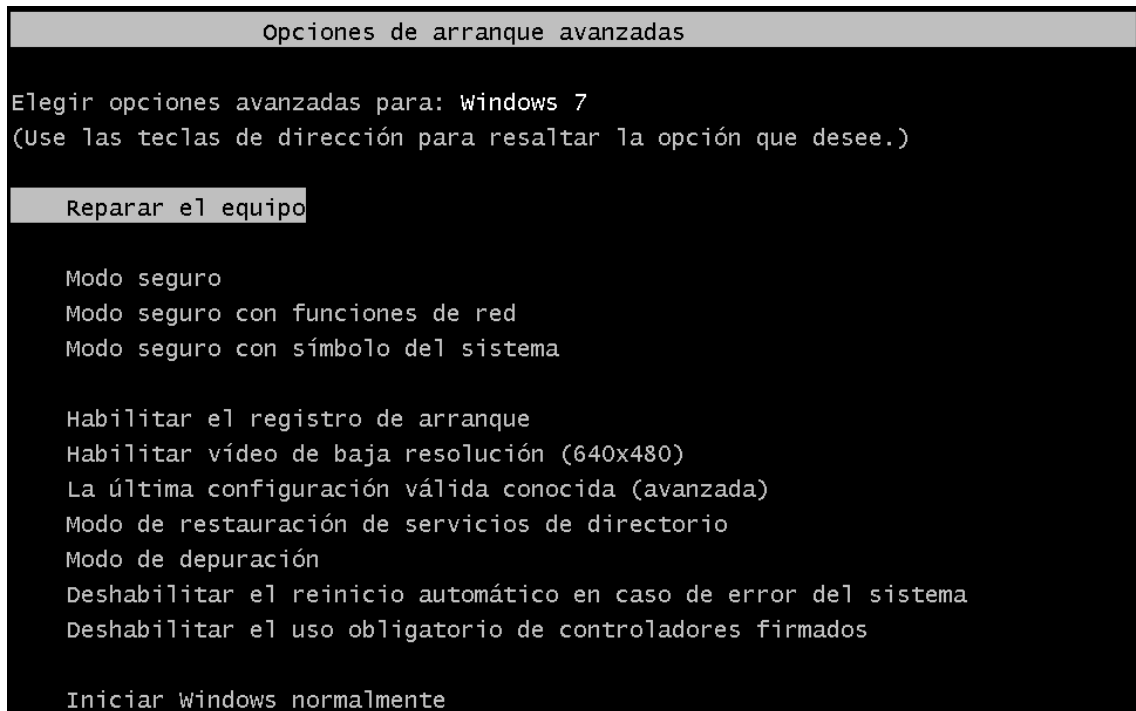 Opciones de arranque avanzadas
Elegir opciones avanzadas para: Windows 7
(Use las teclas de dirección para resaltar la opción que desee.)
Reparar el equipo
Modo seguro
Modo seguro con funciones de red
Modo seguro con símbolo del sistema
Habilitar el registro de arranque
Habilitar vídeo de baja resolución (640x480)
La última configuración válida conocida (avanzada)
Modo de restauración de servicios de directorio
Modo de depuración
Deshabilitar el reinicio automático en caso de error del sistema
Deshabilitar el uso obligatorio de controladores firmados
Iniciar Windows normalmente